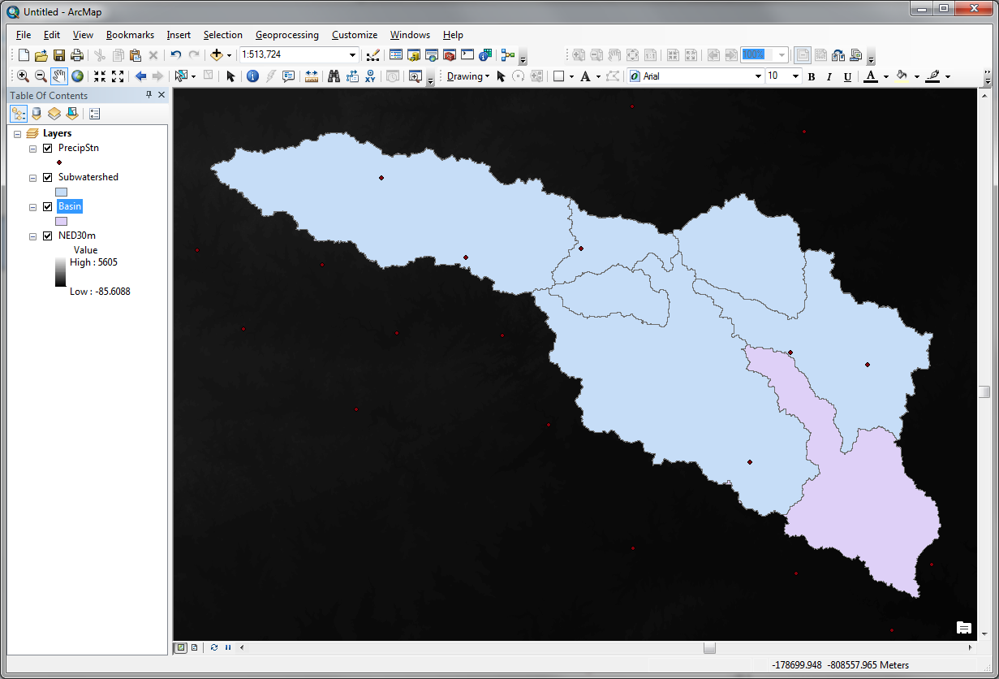 Untitled - ArcMap
File Edit View Bookmarks Insert Selection Geoprocessing Customize Windows Help
1:513,724 100%
Drawing A Arial 10 B I U A
Table Of Contents
Layers
PrecipStn
Subwatershed
Basin
NED30m
Value
High : 5605
Low : -85.6088
-178699.948 -808557.965 Meters